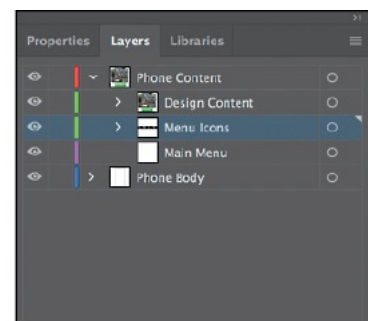 Properties Layers Libraries
Phone Content
Design Content
Menu Icons
Main Menu
Phone Body